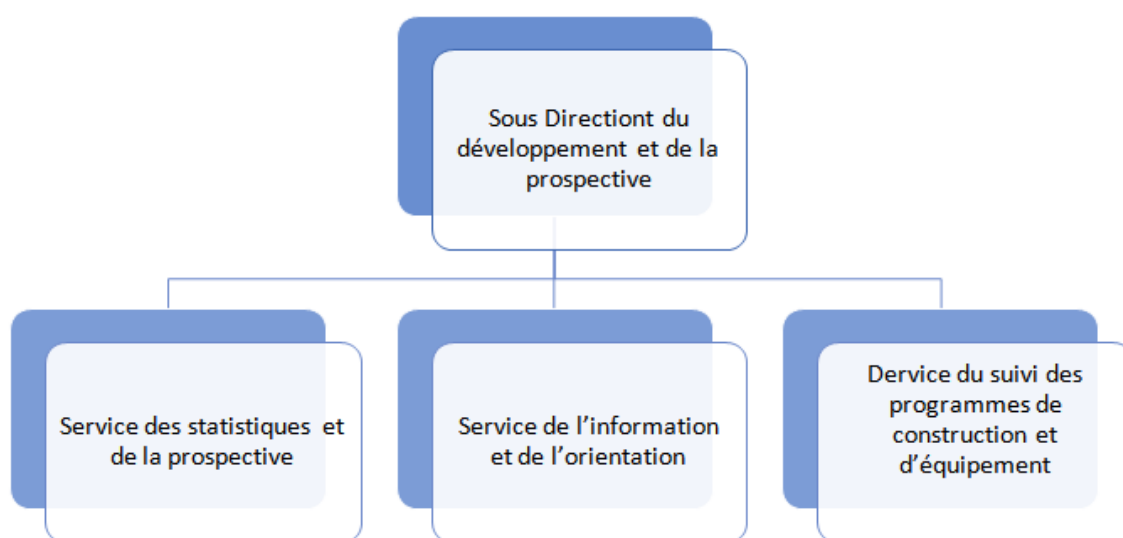 Sous Directiont du
développement et de la
prospective
Service des statistiques et
de la prospective
Service de l'information
et de l'orientation
Dervice du suivi des
programmes de
construction et
d'équipement